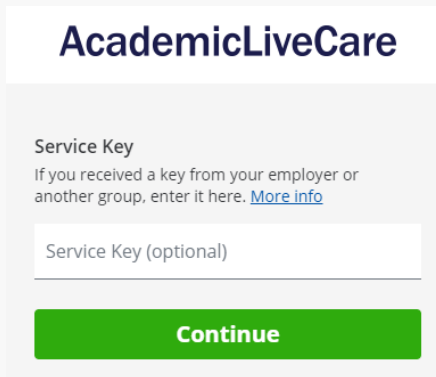 AcademicLiveCare
Service Key
If you received a key from your employer or
another group, enter it here. More info
Service Key (optional)
Continue